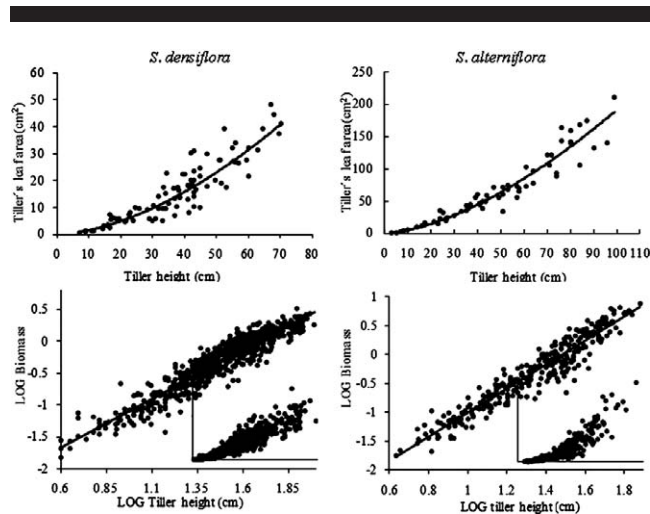 S. densiflora
S. alterniflora
Tiller's leaf area (cm²)
60
50
40
30
20
10
0
0 10 20 30 40 50 60 70 80
Tiller height (cm)
Tiller's leaf area (cm²)
250
200
150
100
50
0
0 10 20 30 40 50 60 70 80 90 100 110
Tiller height (cm)
LOG Biomass
0.5
0
-0.5
-1
-1.5
-2
0.6 0.85 1.1 1.35 1.6 1.85
LOG Tiller height (cm)
LOG Biomass
1
0.5
0
-0.5
-1
-1.5
-2
0.6 0.8 1 1.2 1.4 1.6 1.8
LOG tiller height (cm)